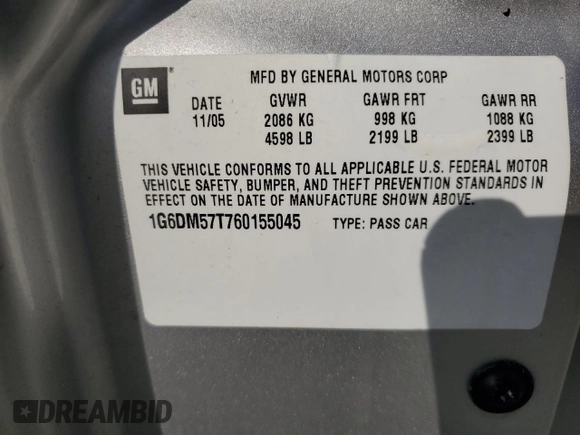 GM ®
MFD BY GENERAL MOTORS CORP
DATE GVWR GAWR FRT GAWR RR
11/05 2086 KG 998 KG 1088 KG
4598 LB 2199 LB 2399 LB
THIS VEHICLE CONFORMS TO ALL APPLICABLE U.S. FEDERAL MOTOR
VEHICLE SAFETY, BUMPER, AND THEFT PREVENTION STANDARDS IN
EFFECT ON THE DATE OF MANUFACTURE SHOWN ABOVE.
1G6DM57T760155045 TYPE: PASS CAR
DREAMBID